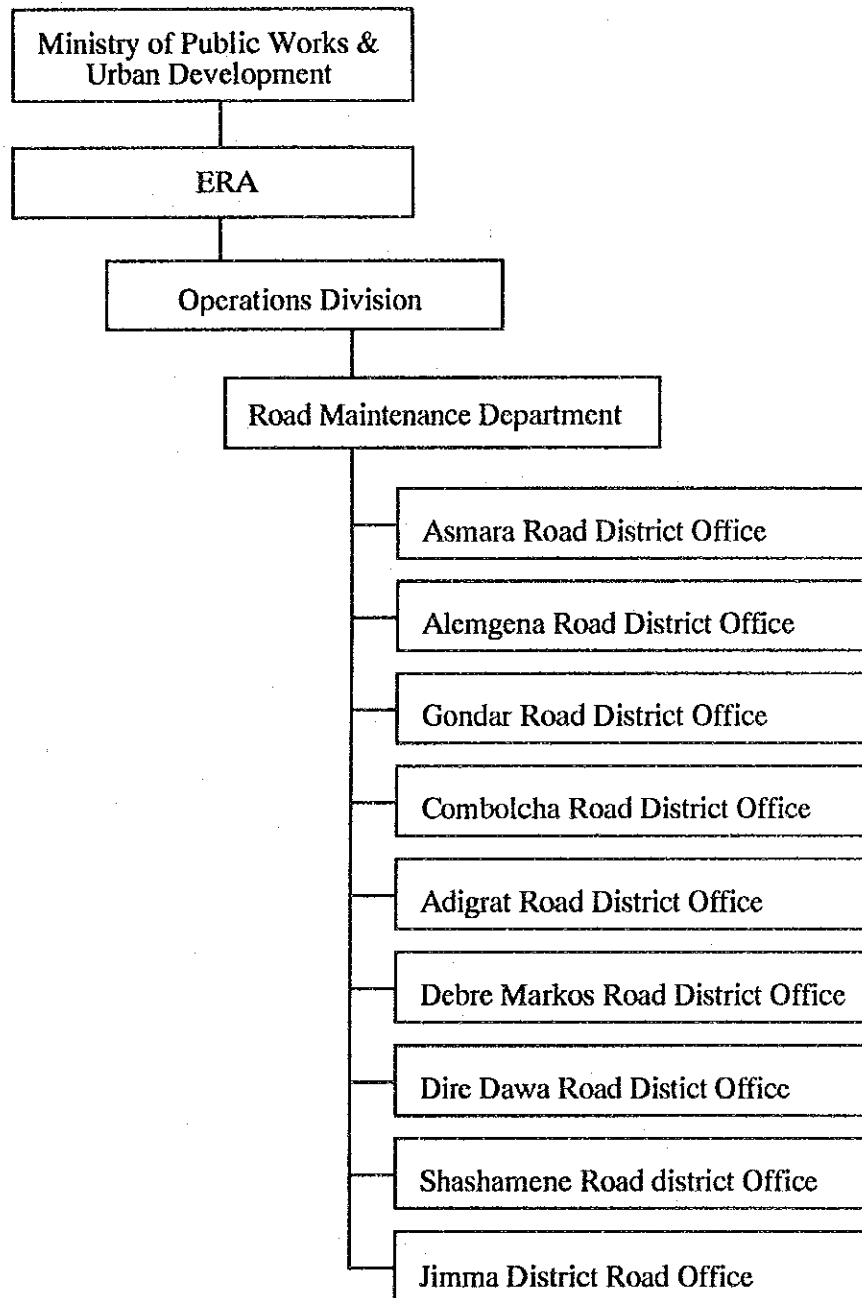 Ministry of Public Works &
Urban Development
ERA
Operations Division
Road Maintenance Department
Asmara Road District Office
Alemgena Road District Office
Gondar Road District Office
Combolcha Road District Office
Adigrat Road District Office
Debre Markos Road District Office
Dire Dawa Road Distict Office
Shashamene Road district Office
Jimma District Road Office